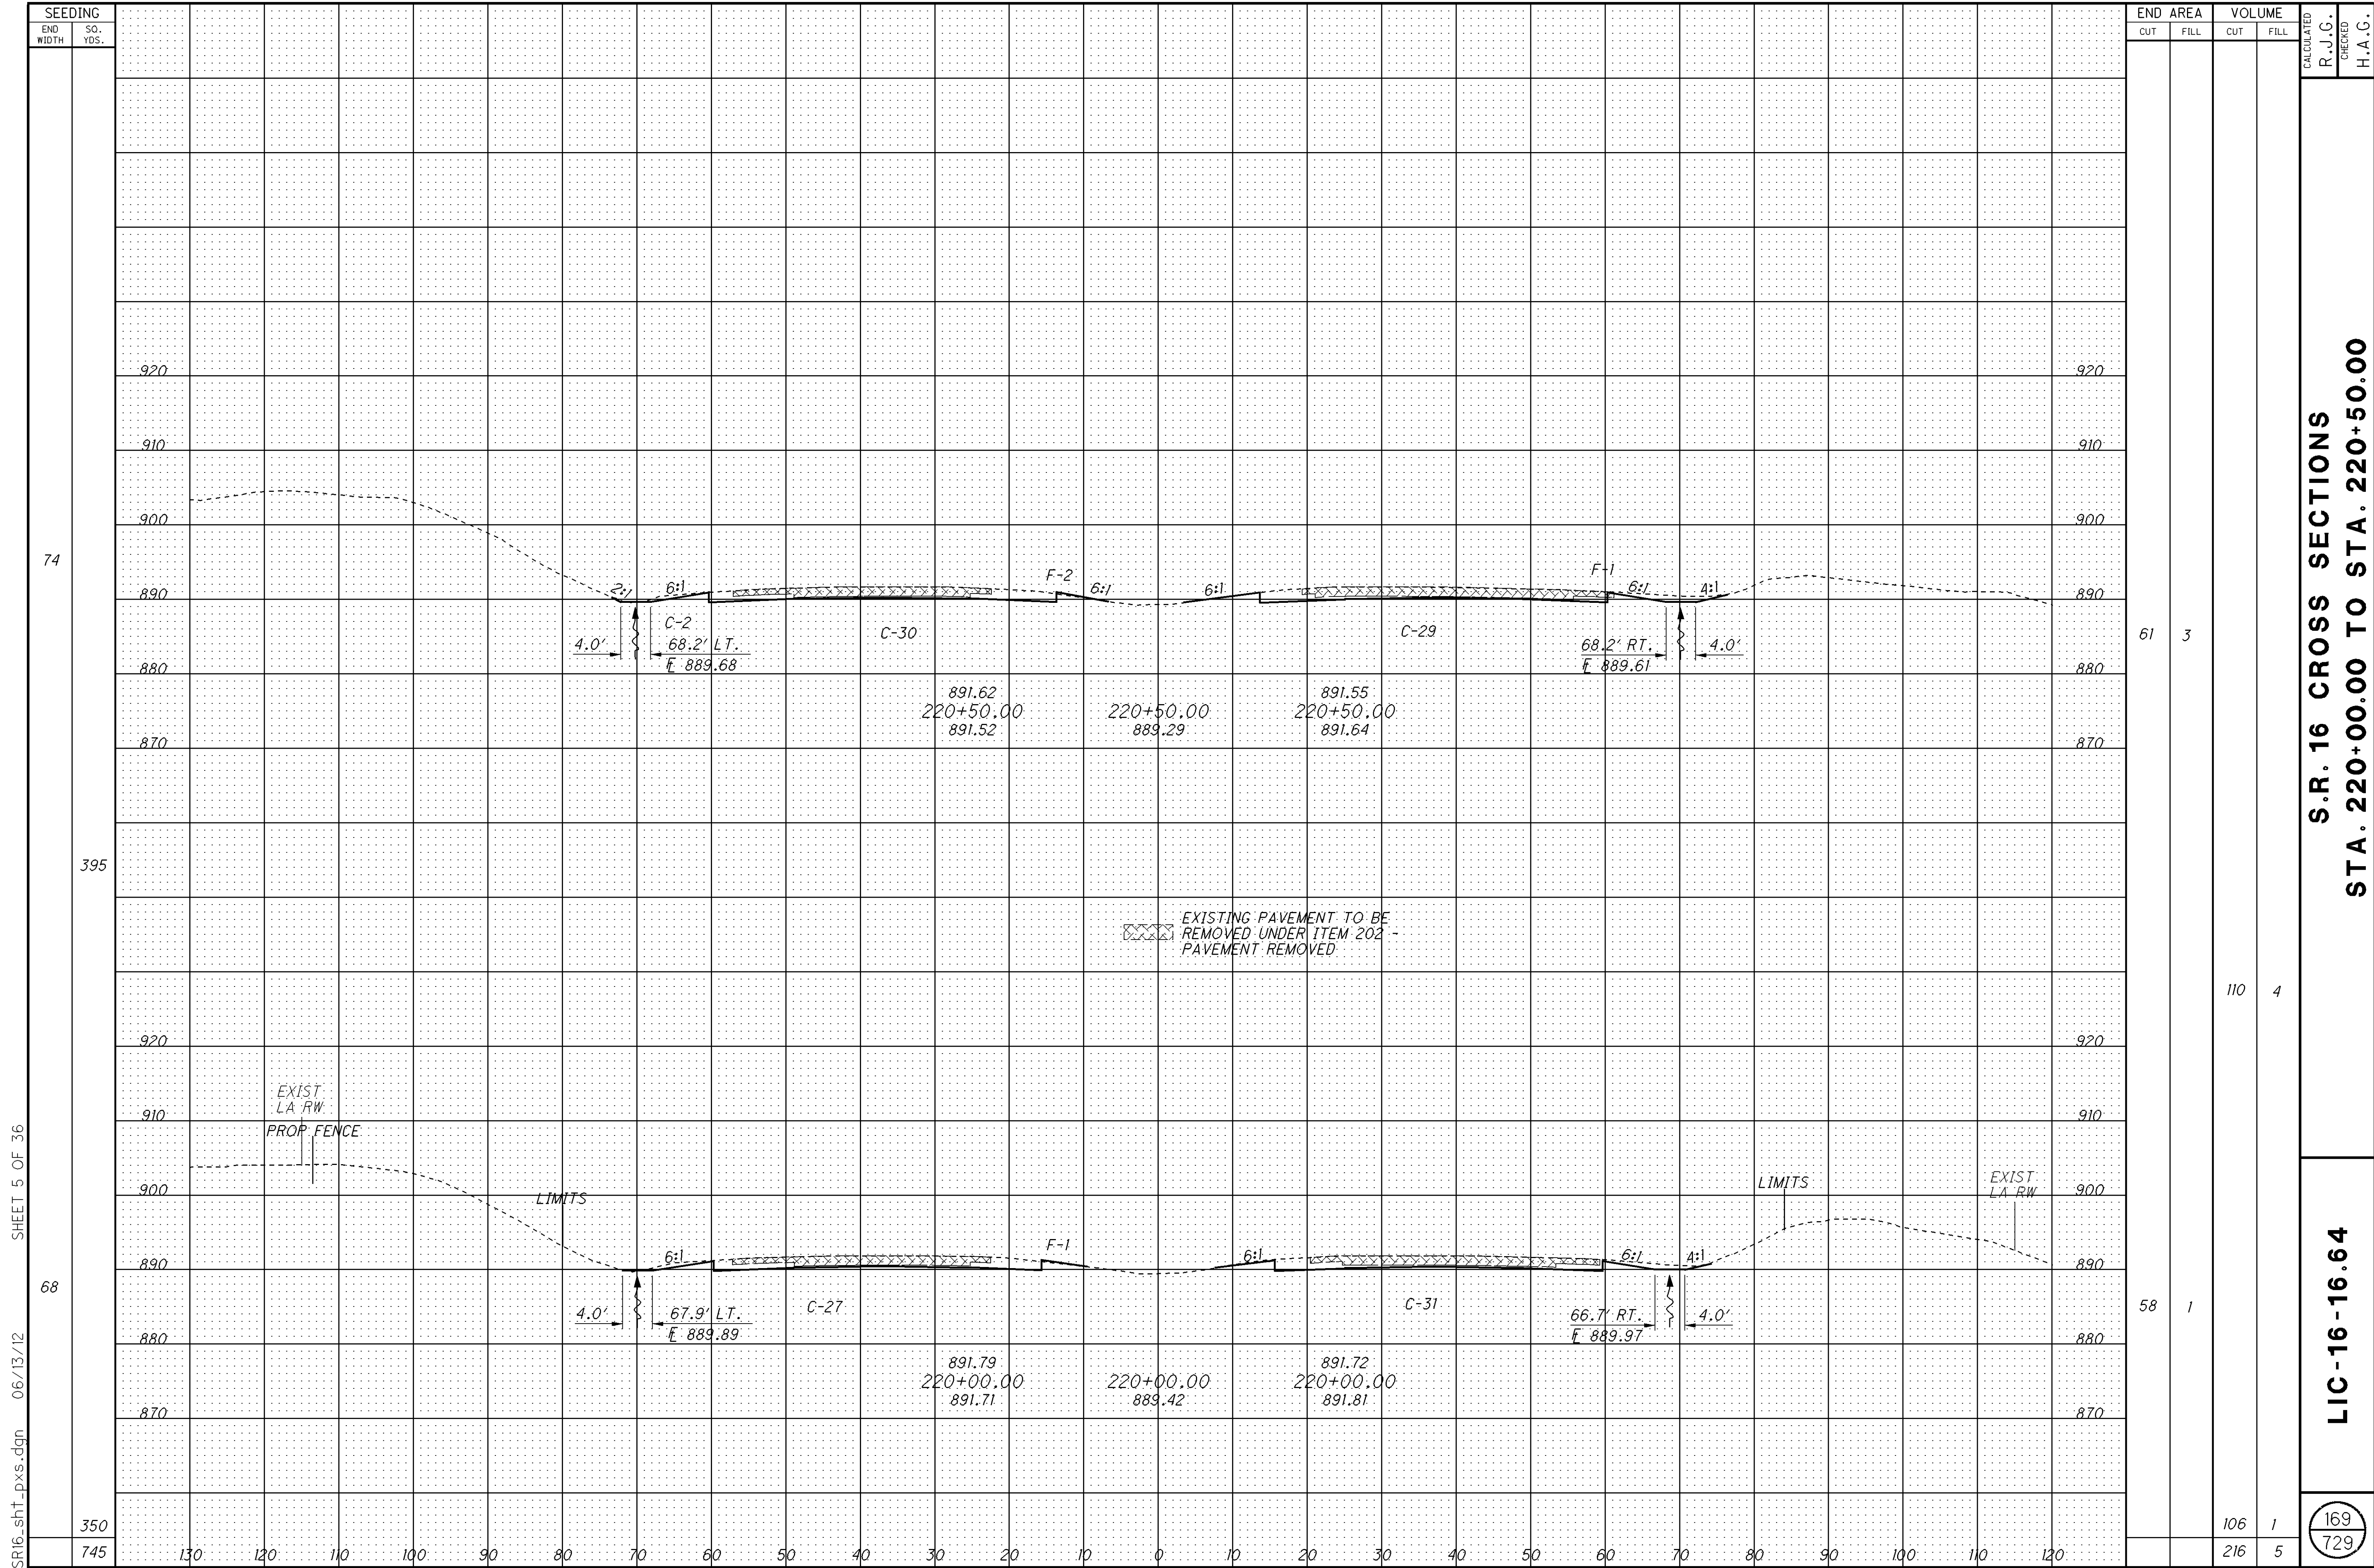 SEEDING
END WIDTH
SQ. YDS.
END AREA
VOLUME
CUT
FILL
CUT
FILL
CALCULATED
R.J.G.
CHECKED
H.A.G.
920
920
910
910
900
900
74
2:1
6:1
F-2
6:1
6:1
F-1
6:1
4:1
890
890
C-2
C-30
C-29
61
3
4.0'
68.2' LT.
68.2' RT.
4.0'
880
℄ 889.68
℄ 889.61
880
891.62
891.55
220+50.00
220+50.00
220+50.00
891.52
889.29
891.64
870
870
395
EXISTING PAVEMENT TO BE
REMOVED UNDER ITEM 202 -
PAVEMENT REMOVED
110
4
920
920
EXIST
LA RW
910
910
PROP FENCE
900
LIMITS
LIMITS
EXIST
LA RW
900
6:1
F-1
6:1
6:1
4:1
890
890
68
C-27
C-31
58
1
4.0'
67.9' LT.
66.7' RT.
4.0'
880
℄ 889.89
℄ 889.97
880
891.79
891.72
220+00.00
220+00.00
220+00.00
891.71
889.42
891.81
870
870
350
106
1
745
216
5
130 120 110 100 90 80 70 60 50 40 30 20 10 0 10 20 30 40 50 60 70 80 90 100 110 120
S.R. 16 CROSS SECTIONS
STA. 220+00.00 TO STA. 220+50.00
LIC-16-16.64
169
729
SR16_sht_pxs.dgn 06/13/12 SHEET 5 OF 36